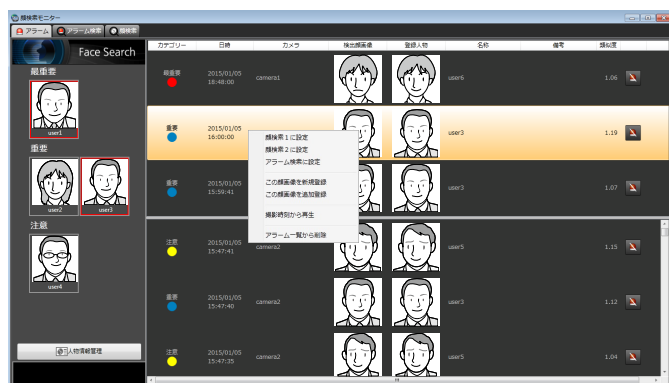 顔検索モニター
アラーム アラーム検索 顔検索
Face Search
最重要
user1
重要
user2 user3
注意
user4
人物情報管理
カテゴリー 日時 カメラ 検出顔画像 登録人物 名称 備考 類似度
最重要 2015/01/05 18:48:00 camera1 user6 1.06
重要 2015/01/05 16:00:00 user3 1.19
重要 2015/01/05 15:59:41 user3 1.07
顔検索1に設定
顔検索2に設定
アラーム検索に設定
この顔画像を新規登録
この顔画像を追加登録
撮影時刻から再生
アラーム一覧から削除
注意 2015/01/05 15:47:41 camera2 user5 1.15
注意 2015/01/05 15:47:40 camera2 user3 1.12
注意 2015/01/05 15:47:35 camera2 user5 1.04